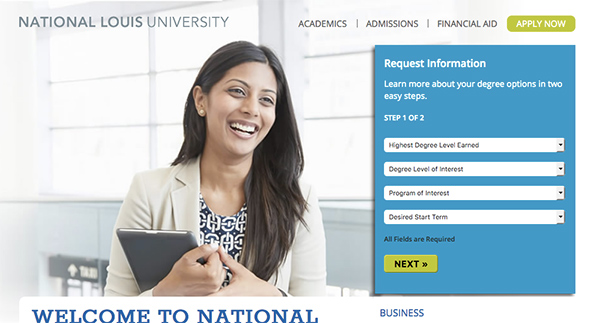 NATIONAL LOUIS UNIVERSITY
ACADEMICS | ADMISSIONS | FINANCIAL AID APPLY NOW
Request Information
Learn more about your degree options in two
easy steps.
STEP 1 OF 2
Highest Degree Level Earned
Degree Level of Interest
Program of Interest
Desired Start Term
All Fields are Required
NEXT »
WELCOME TO NATIONAL
BUSINESS